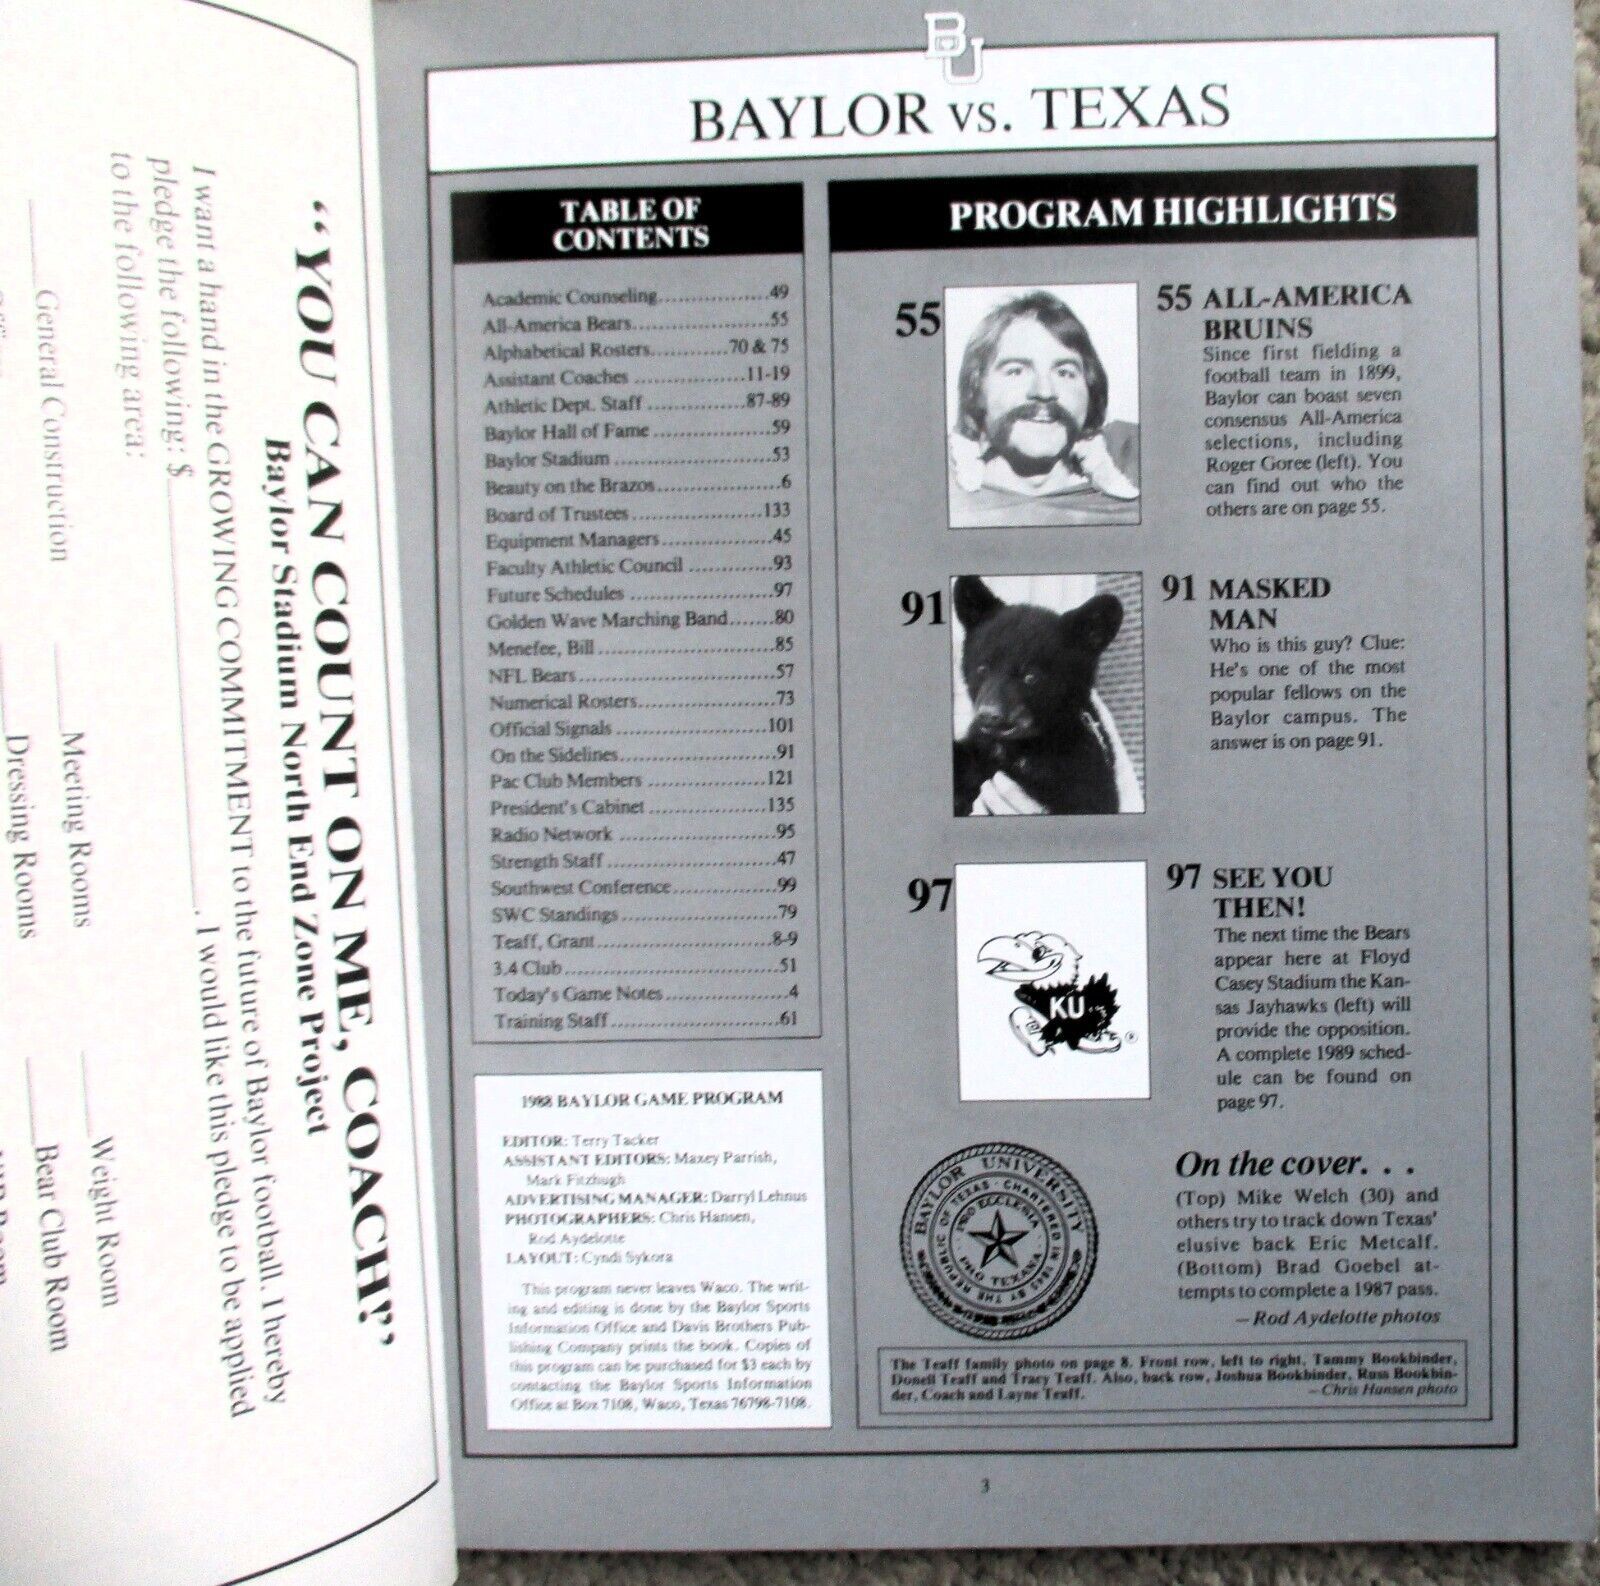 "YOU CAN COUNT ON ME, COACH!"
Baylor Stadium North End Zone Project
I want a hand in the GROWING COMMITMENT to the future of Baylor football. I hereby
pledge the following: $ . I would like this pledge to be applied
to the following area:
General Construction
Meeting Rooms
Weight Room
Dressing Rooms
Bear Club Room
BU
BAYLOR vs. TEXAS
TABLE OF
CONTENTS
Academic Counseling..................49
All-America Bears......................55
Alphabetical Rosters............70 & 75
Assistant Coaches ..................11-19
Athletic Dept. Staff ................87-89
Baylor Hall of Fame ...................59
Baylor Stadium ..........................53
Beauty on the Brazos....................6
Board of Trustees.....................133
Equipment Managers..................45
Faculty Athletic Council .............93
Future Schedules .......................97
Golden Wave Marching Band.......80
Menefee, Bill.............................85
NFL Bears................................57
Numerical Rosters......................73
Official Signals.........................101
On the Sidelines.........................91
Pac Club Members ...................121
President's Cabinet ...................135
Radio Network .........................95
Strength Staff ...........................47
Southwest Conference.................99
SWC Standings .........................79
Teaff, Grant............................8-9
3.4 Club...................................51
Today's Game Notes....................4
Training Staff...........................61
1988 BAYLOR GAME PROGRAM
EDITOR: Terry Tacker
ASSISTANT EDITORS: Maxey Parrish,
Mark Fitzhugh
ADVERTISING MANAGER: Darryl Lehnus
PHOTOGRAPHERS: Chris Hansen,
Rod Aydelotte
LAYOUT: Cyndi Sykora
This program never leaves Waco. The writ-
ing and editing is done by the Baylor Sports
Information Office and Davis Brothers Pub-
lishing Company prints the book. Copies of
this program can be purchased for $3 each by
contacting the Baylor Sports Information
Office at Box 7108, Waco, Texas 76798-7108.
PROGRAM HIGHLIGHTS
55
55 ALL-AMERICA
BRUINS
Since first fielding a
football team in 1899,
Baylor can boast seven
consensus All-America
selections, including
Roger Goree (left). You
can find out who the
others are on page 55.
91
91 MASKED
MAN
Who is this guy? Clue:
He's one of the most
popular fellows on the
Baylor campus. The
answer is on page 91.
97
KU
®
97 SEE YOU
THEN!
The next time the Bears
appear here at Floyd
Casey Stadium the Kan-
sas Jayhawks (left) will
provide the opposition.
A complete 1989 sched-
ule can be found on
page 97.
BAYLOR UNIVERSITY
CHARTERED IN 1845 BY THE REPUBLIC OF TEXAS
PRO ECCLESIA
PRO TEXANA
On the cover. . .
(Top) Mike Welch (30) and
others try to track down Texas'
elusive back Eric Metcalf.
(Bottom) Brad Goebel at-
tempts to complete a 1987 pass.
—Rod Aydelotte photos
The Teaff family photo on page 8. Front row, left to right, Tammy Bookbinder,
Donell Teaff and Tracy Teaff. Also, back row, Joshua Bookbinder, Russ Bookbin-
der, Coach and Layne Teaff.
—Chris Hansen photo
3